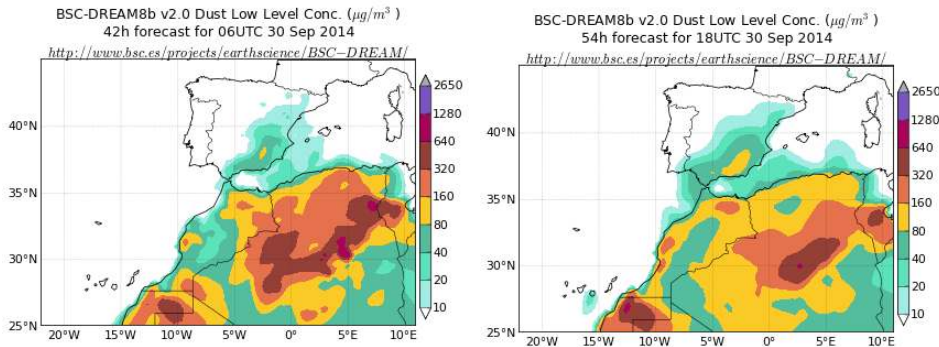 BSC-DREAM8b v2.0 Dust Low Level Conc. (μg/m³ )
42h forecast for 06UTC 30 Sep 2014
http://www.bsc.es/projects/earthscience/BSC−DREAM/
40°N
35°N
30°N
25°N
20°W
15°W
10°W
5°W
0°
5°E
10°E
2650
1280
640
320
160
80
40
20
10
BSC-DREAM8b v2.0 Dust Low Level Conc. (μg/m³ )
54h forecast for 18UTC 30 Sep 2014
http://www.bsc.es/projects/earthscience/BSC−DREAM/
40°N
35°N
30°N
25°N
20°W
15°W
10°W
5°W
0°
5°E
10°E
2650
1280
640
320
160
80
40
20
10